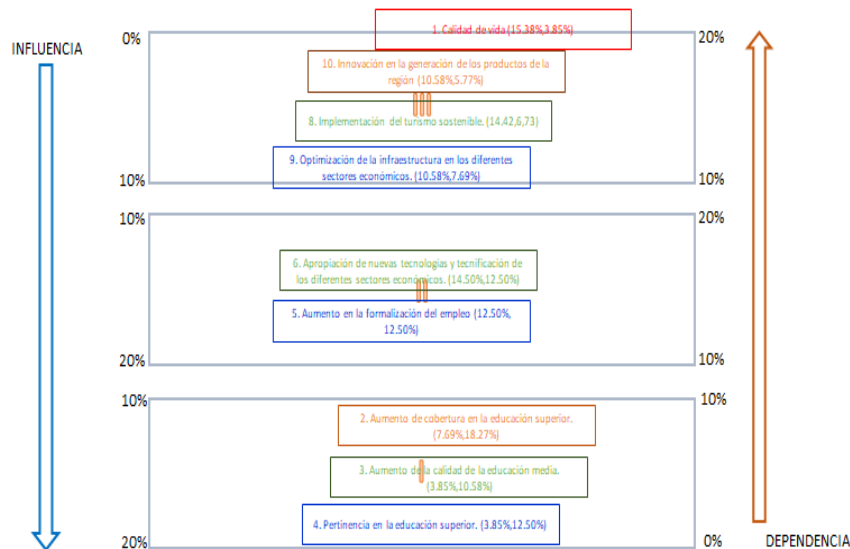 INFLUENCIA
0%
1. Calidad de vida (15.38%,3.85%)
20%
10. Innovación en la generación de los productos de la
región (10.58%,5.77%)
8. Implementación del turismo sostenible. (14.42,6,73)
9. Optimización de la infraestructura en los diferentes
sectores económicos. (10.58%,7.69%)
10%
10%
10%
20%
6. Apropiación de nuevas tecnologías y tecnificación de
los diferentes sectores económicos. (14.50%,12.50%)
5. Aumento en la formalización del empleo (12.50%,
12.50%)
20%
10%
10%
10%
2. Aumento de cobertura en la educación superior.
(7.69%,18.27%)
3. Aumento de la calidad de la educación media.
(3.85%,10.58%)
4. Pertinencia en la educación superior. (3.85%,12.50%)
20%
0%
DEPENDENCIA